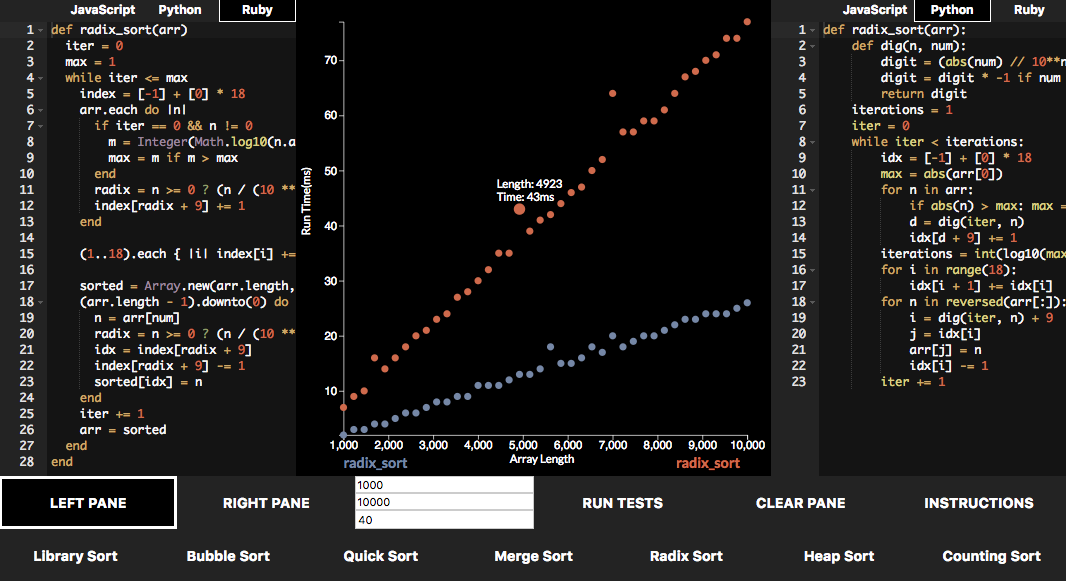 JavaScript Python Ruby
1 def radix_sort(arr)
2 iter = 0
3 max = 1
4 while iter <= max
5 index = [-1] + [0] * 18
6 arr.each do |n|
7 if iter == 0 && n != 0
8 m = Integer(Math.log10(n.a
9 max = m if m > max
10 end
11 radix = n >= 0 ? (n / (10 **
12 index[radix + 9] += 1
13 end
14
15 (1..18).each { |i| index[i] +=
16
17 sorted = Array.new(arr.length,
18 (arr.length - 1).downto(0) do
19 n = arr[num]
20 radix = n >= 0 ? (n / (10 **
21 idx = index[radix + 9]
22 index[radix + 9] -= 1
23 sorted[idx] = n
24 end
25 iter += 1
26 arr = sorted
27 end
28 end
Run Time(ms)
70
60
50
40
30
20
10
Length: 4923
Time: 43ms
1,000 2,000 3,000 4,000 5,000 6,000 7,000 8,000 9,000 10,000
Array Length
radix_sort radix_sort
JavaScript Python Ruby
1 def radix_sort(arr):
2 def dig(n, num):
3 digit = (abs(num) // 10**n
4 digit = digit * -1 if num
5 return digit
6 iterations = 1
7 iter = 0
8 while iter < iterations:
9 idx = [-1] + [0] * 18
10 max = abs(arr[0])
11 for n in arr:
12 if abs(n) > max: max =
13 d = dig(iter, n)
14 idx[d + 9] += 1
15 iterations = int(log10(max
16 for i in range(18):
17 idx[i + 1] += idx[i]
18 for n in reversed(arr[:]):
19 i = dig(iter, n) + 9
20 j = idx[i]
21 arr[j] = n
22 idx[i] -= 1
23 iter += 1
LEFT PANE RIGHT PANE
1000
10000
40
RUN TESTS CLEAR PANE INSTRUCTIONS
Library Sort Bubble Sort Quick Sort Merge Sort Radix Sort Heap Sort Counting Sort